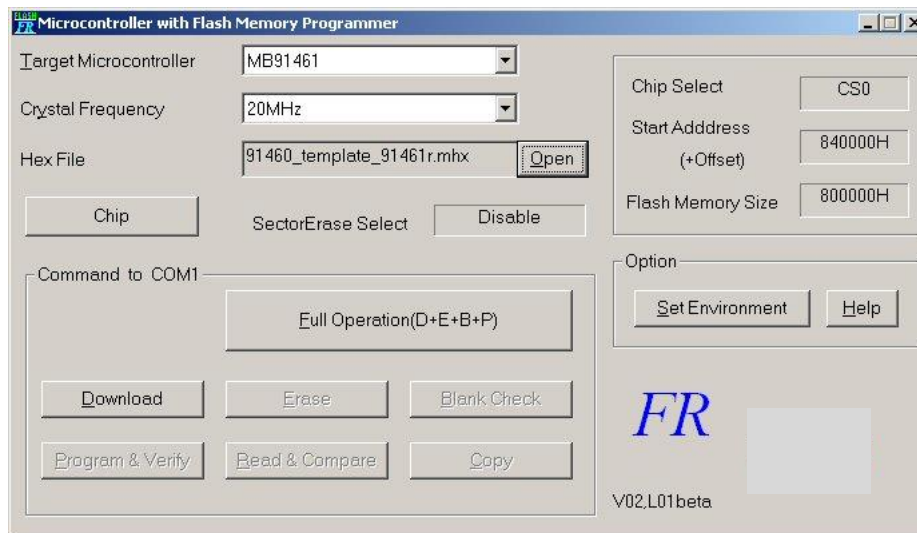 FLASH FR Microcontroller with Flash Memory Programmer
Target Microcontroller MB91461
Crystal Frequency 20MHz
Hex File 91460_template_91461r.mhx Open
Chip SectorErase Select Disable
Chip Select CS0
Start Adddress 840000H
(+Offset)
Flash Memory Size 800000H
Command to COM1
Full Operation(D+E+B+P)
Download Erase Blank Check
Program & Verify Read & Compare Copy
Option
Set Environment Help
FR
V02,L01beta